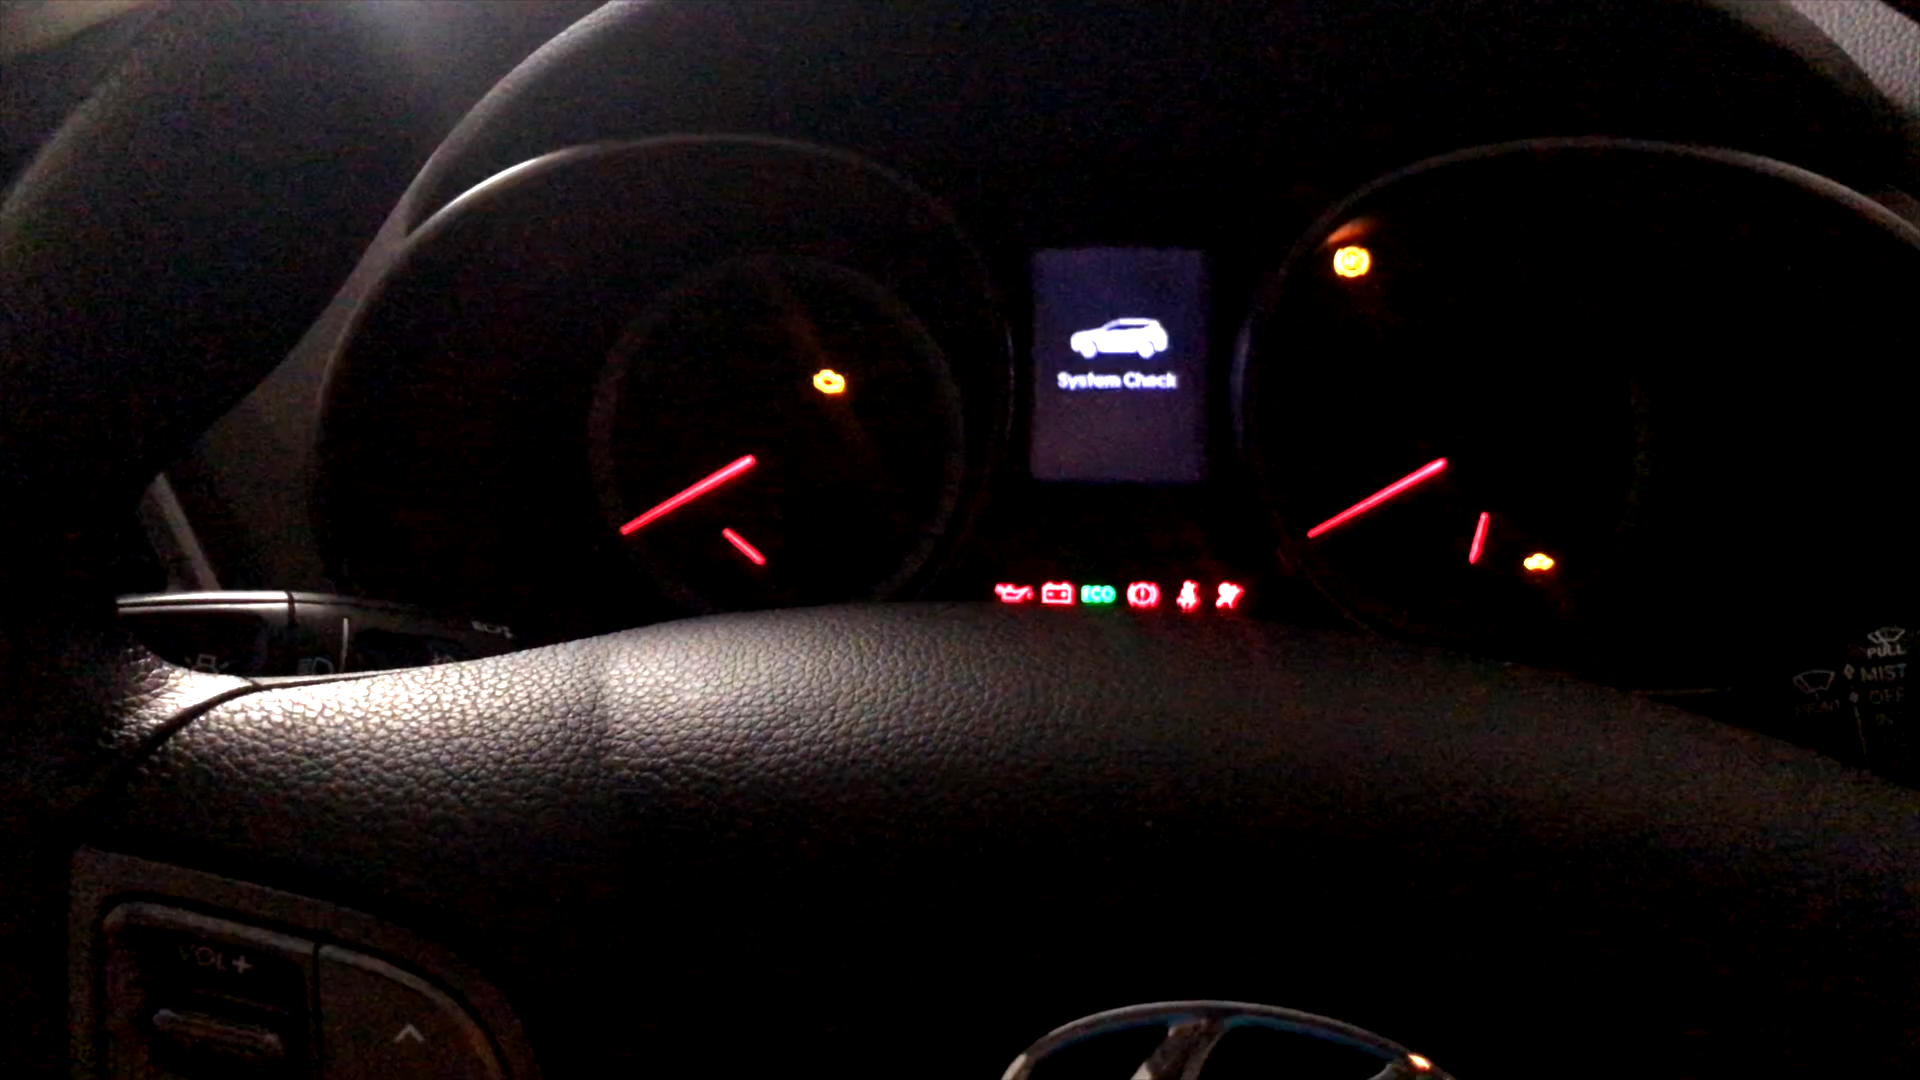 System Check
ECO
PULL
MIST
OFF
VOL+